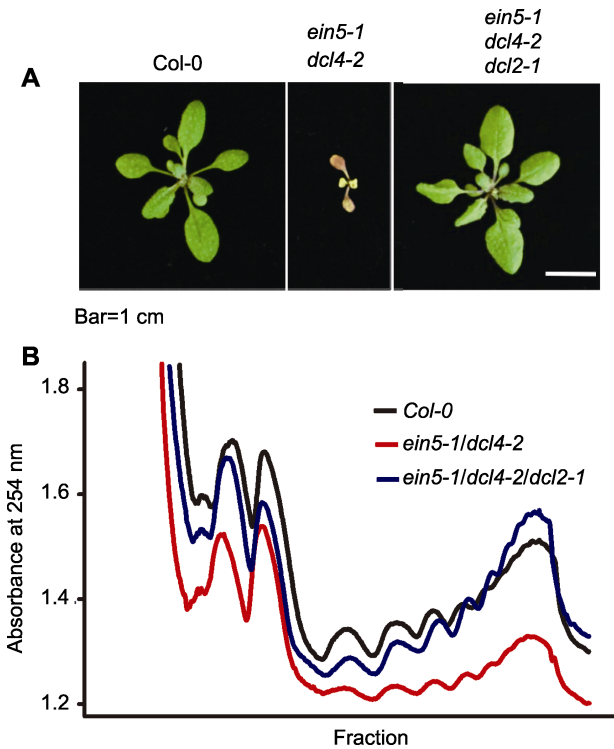 A
Col-0
ein5-1
dcl4-2
ein5-1
dcl4-2
dcl2-1
Bar=1 cm
B
Absorbance at 254 nm
1.8
1.6
1.4
1.2
Col-0
ein5-1/dcl4-2
ein5-1/dcl4-2/dcl2-1
Fraction